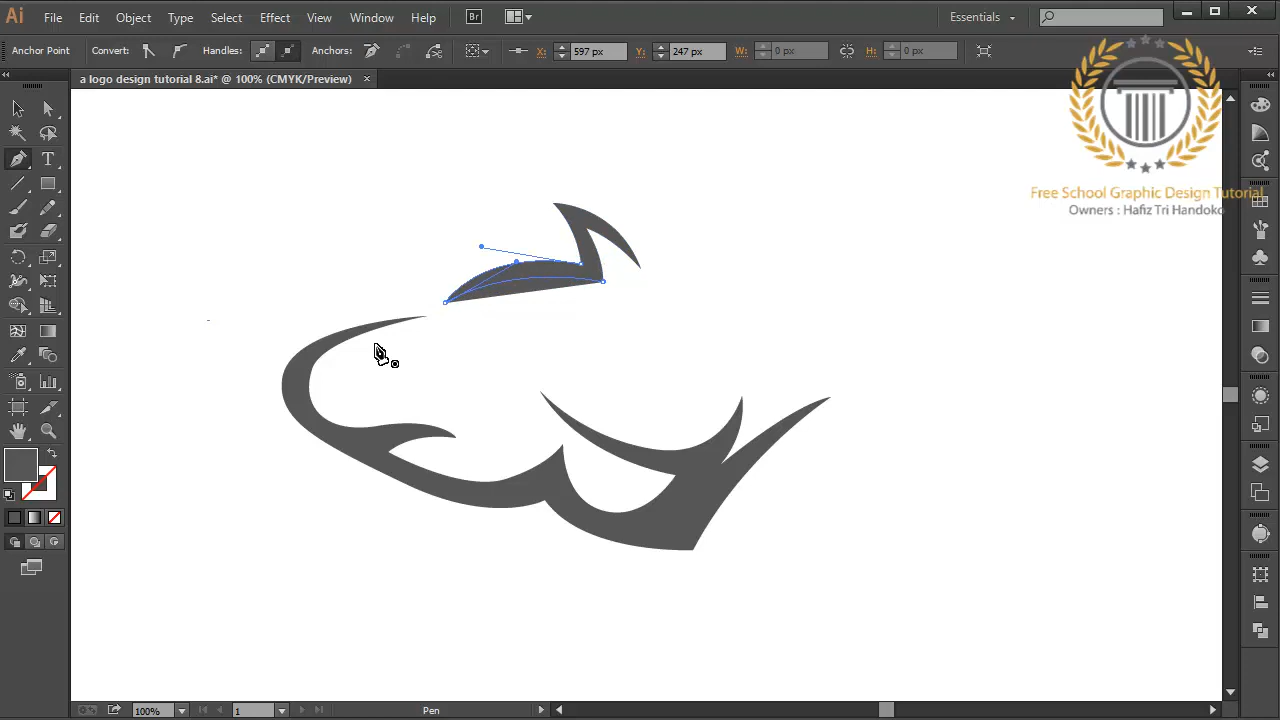 Ai File Edit Object Type Select Effect View Window Help Br Essentials
Anchor Point Convert: Handles: Anchors: X: 597 px Y: 247 px W: 0 px H: 0 px
a logo design tutorial 8.ai* @ 100% (CMYK/Preview)
Free School Graphic Design Tutorial
Owners : Hafiz Tri Handoko
100% 1 Pen